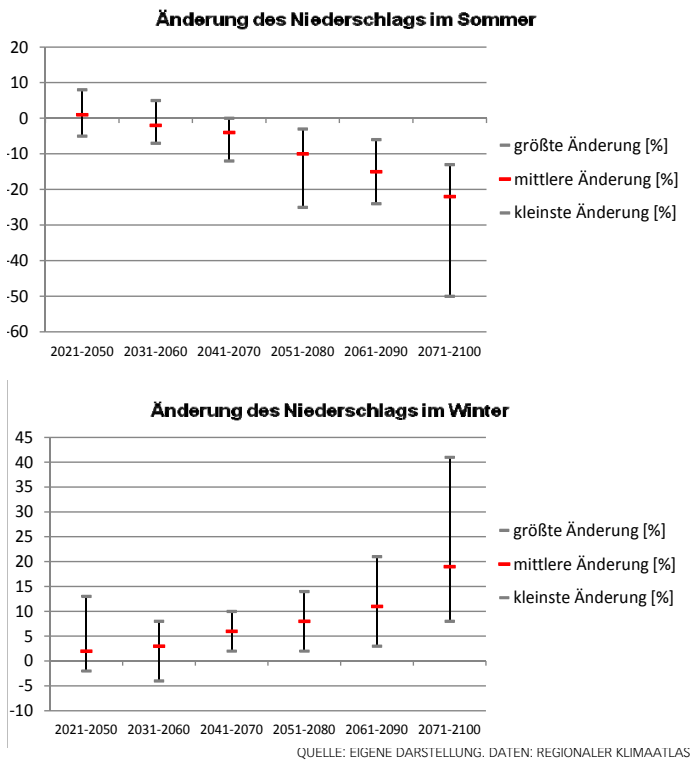 Änderung des Niederschlags im Sommer
20
10
0
-10
-20
-30
-40
-50
-60
2021-2050 2031-2060 2041-2070 2051-2080 2061-2090 2071-2100
größte Änderung [%]
mittlere Änderung [%]
kleinste Änderung [%]
Änderung des Niederschlags im Winter
45
40
35
30
25
20
15
10
5
0
-5
-10
2021-2050 2031-2060 2041-2070 2051-2080 2061-2090 2071-2100
größte Änderung [%]
mittlere Änderung [%]
kleinste Änderung [%]
QUELLE: EIGENE DARSTELLUNG. DATEN: REGIONALER KLIMAATLAS